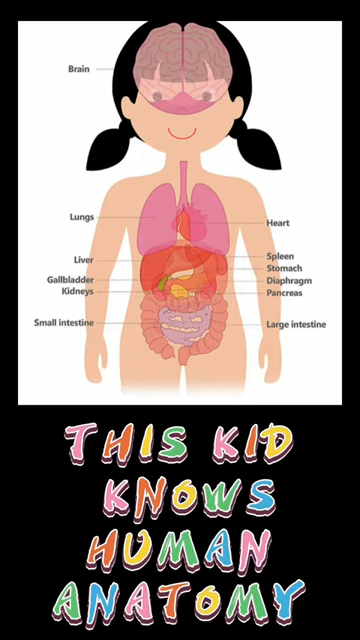 Brain
Lungs
Heart
Liver
Spleen
Stomach
Gallbladder
Diaphragm
Kidneys
Pancreas
Small intestine
Large intestine
THIS KID
KNOWS
HUMAN
ANATOMY